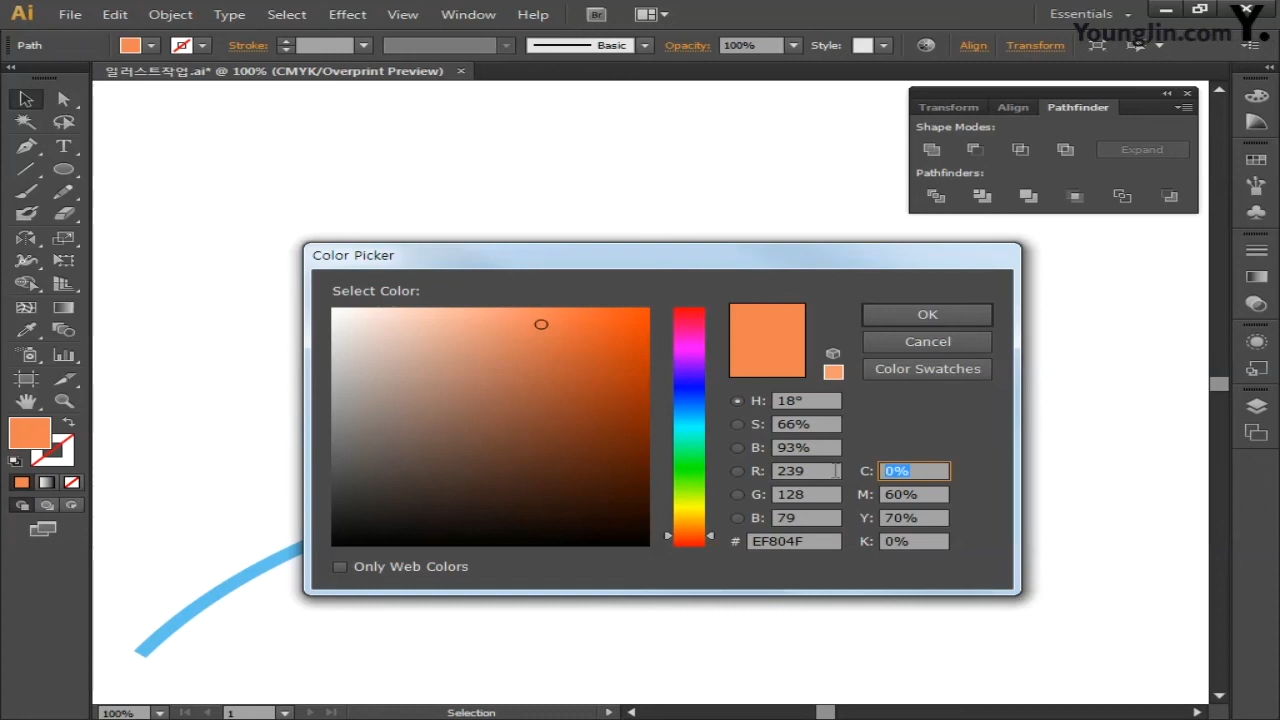 Ai File Edit Object Type Select Effect View Window Help Br Essentials
YoungJin.com Y.
Path Stroke: Basic Opacity: 100% Style: Align Transform
일러스트작업.ai* @ 100% (CMYK/Overprint Preview) ×
Transform Align Pathfinder
Shape Modes:
Expand
Pathfinders:
Color Picker
Select Color:
OK
Cancel
Color Swatches
H: 18°
S: 66%
B: 93%
R: 239 C: 0%
G: 128 M: 60%
B: 79 Y: 70%
# EF804F K: 0%
Only Web Colors
100% 1 Selection